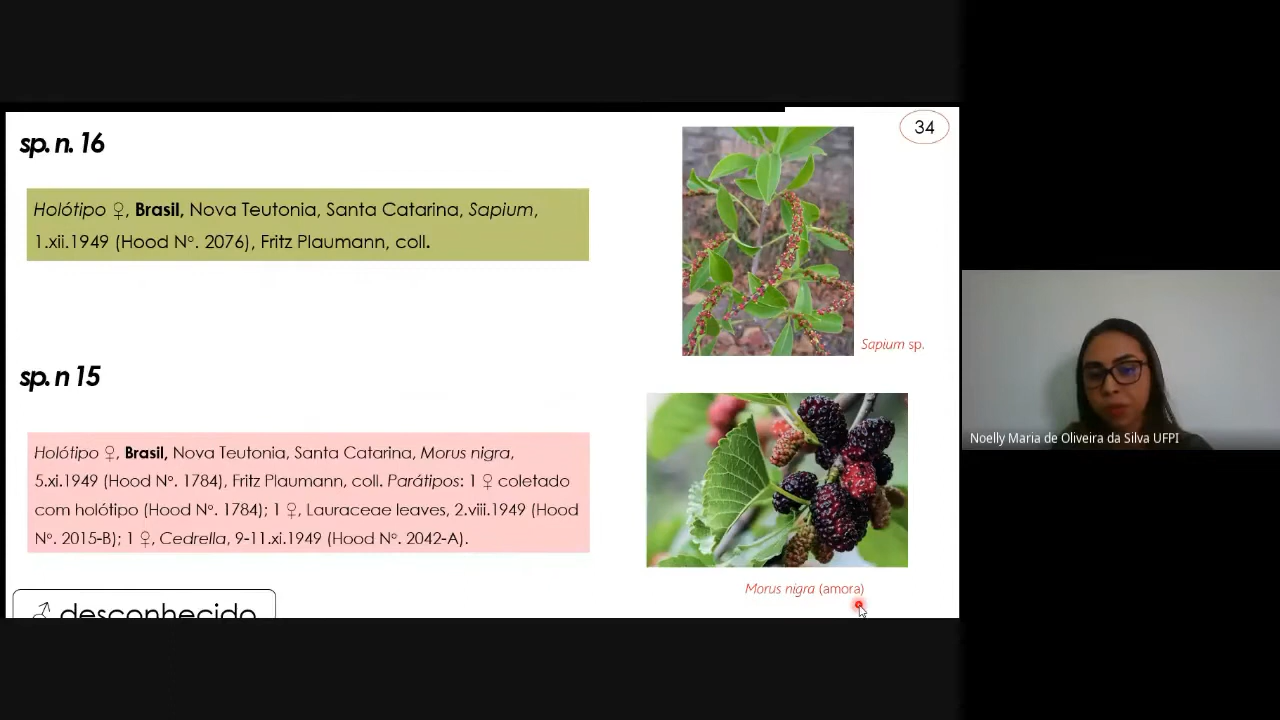 34
sp. n. 16
Holótipo ♀, Brasil, Nova Teutonia, Santa Catarina, Sapium,
1.xii.1949 (Hood Nº. 2076), Fritz Plaumann, coll.
Sapium sp.
sp. n 15
Holótipo ♀, Brasil, Nova Teutonia, Santa Catarina, Morus nigra,
5.xi.1949 (Hood Nº. 1784), Fritz Plaumann, coll. Parátipos: 1 ♀ coletado
com holótipo (Hood Nº. 1784); 1 ♀, Lauraceae leaves, 2.viii.1949 (Hood
Nº. 2015-B); 1 ♀, Cedrella, 9-11.xi.1949 (Hood Nº. 2042-A).
Morus nigra (amora)
♂ desconhecido
Noelly Maria de Oliveira da Silva UFPI